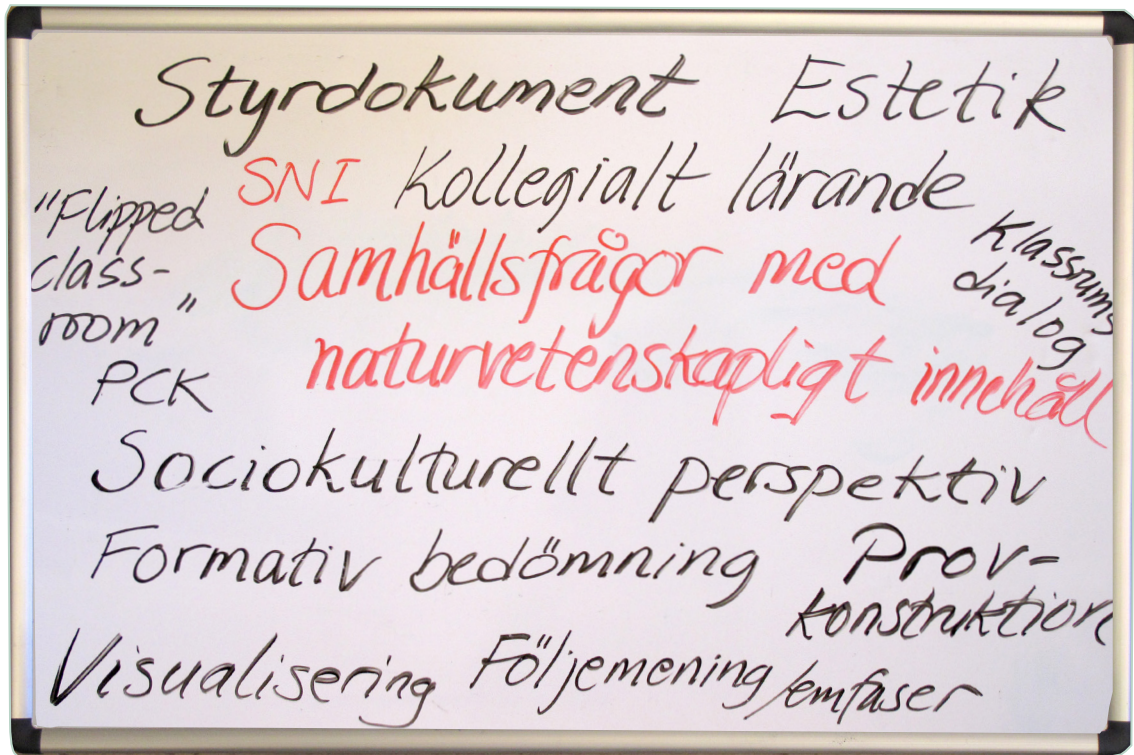 Styrdokument Estetik
SNI Kollegialt lärande
"Flipped
class-
room"
Samhällsfrågor med
naturvetenskapligt innehåll
Klassrums
dialog
PCK
Sociokulturellt perspektiv
Formativ bedömning
Prov-
konstruktion
Visualisering Följemening/emfaser